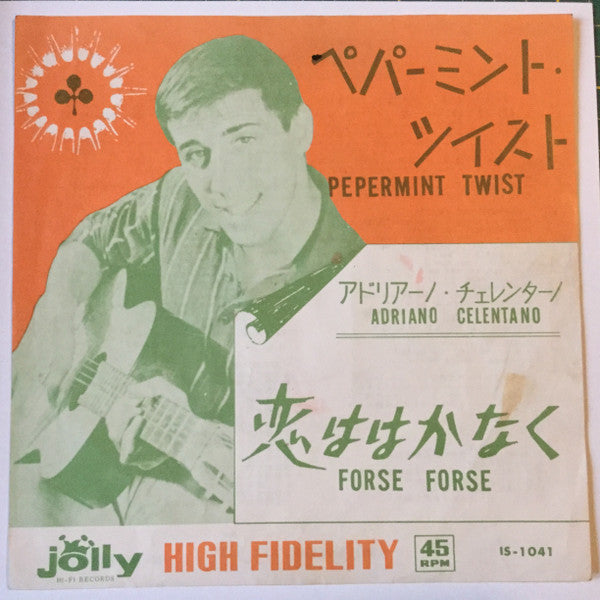 ペパーミント・
ツイスト
PEPERMINT TWIST
アドリアーノ・チェレンターノ
ADRIANO CELENTANO
恋ははかなく
FORSE FORSE
jolly
HI-FI RECORDS
HIGH FIDELITY
45
RPM
IS-1041